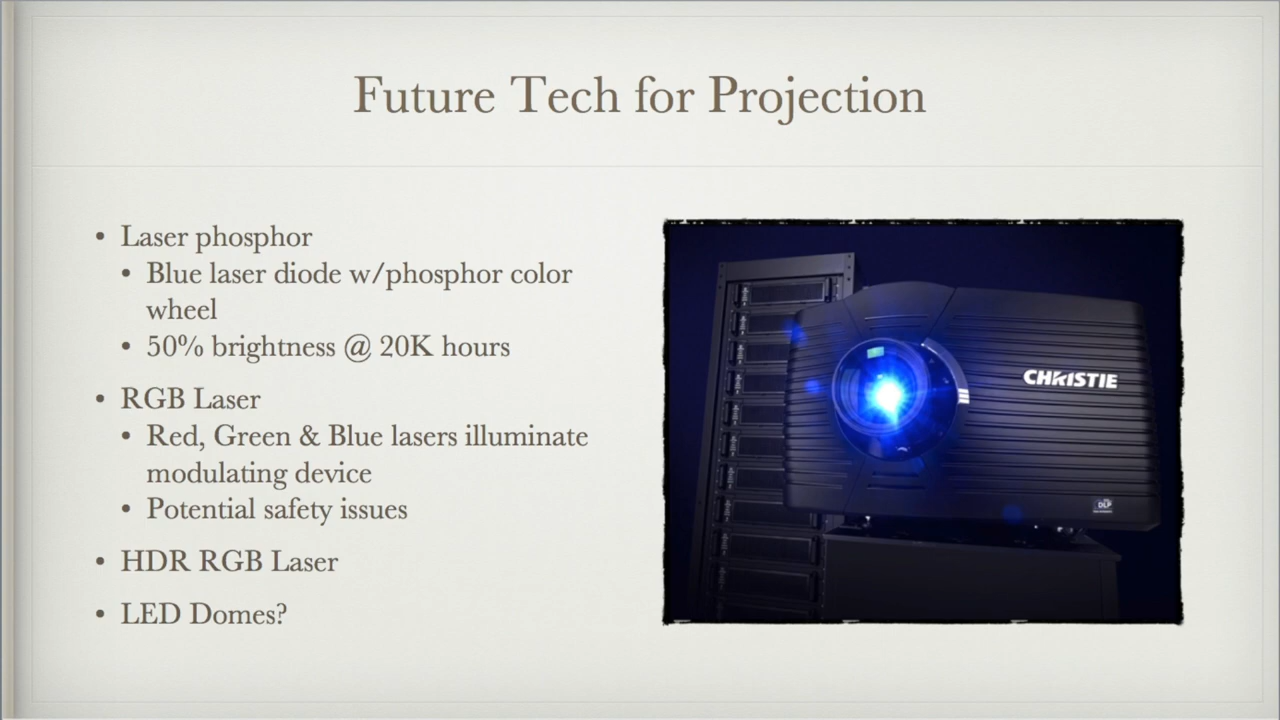 Future Tech for Projection
• Laser phosphor
• Blue laser diode w/phosphor color
wheel
• 50% brightness @ 20K hours
• RGB Laser
• Red, Green & Blue lasers illuminate
modulating device
• Potential safety issues
• HDR RGB Laser
• LED Domes?
CHRISTIE
DLP